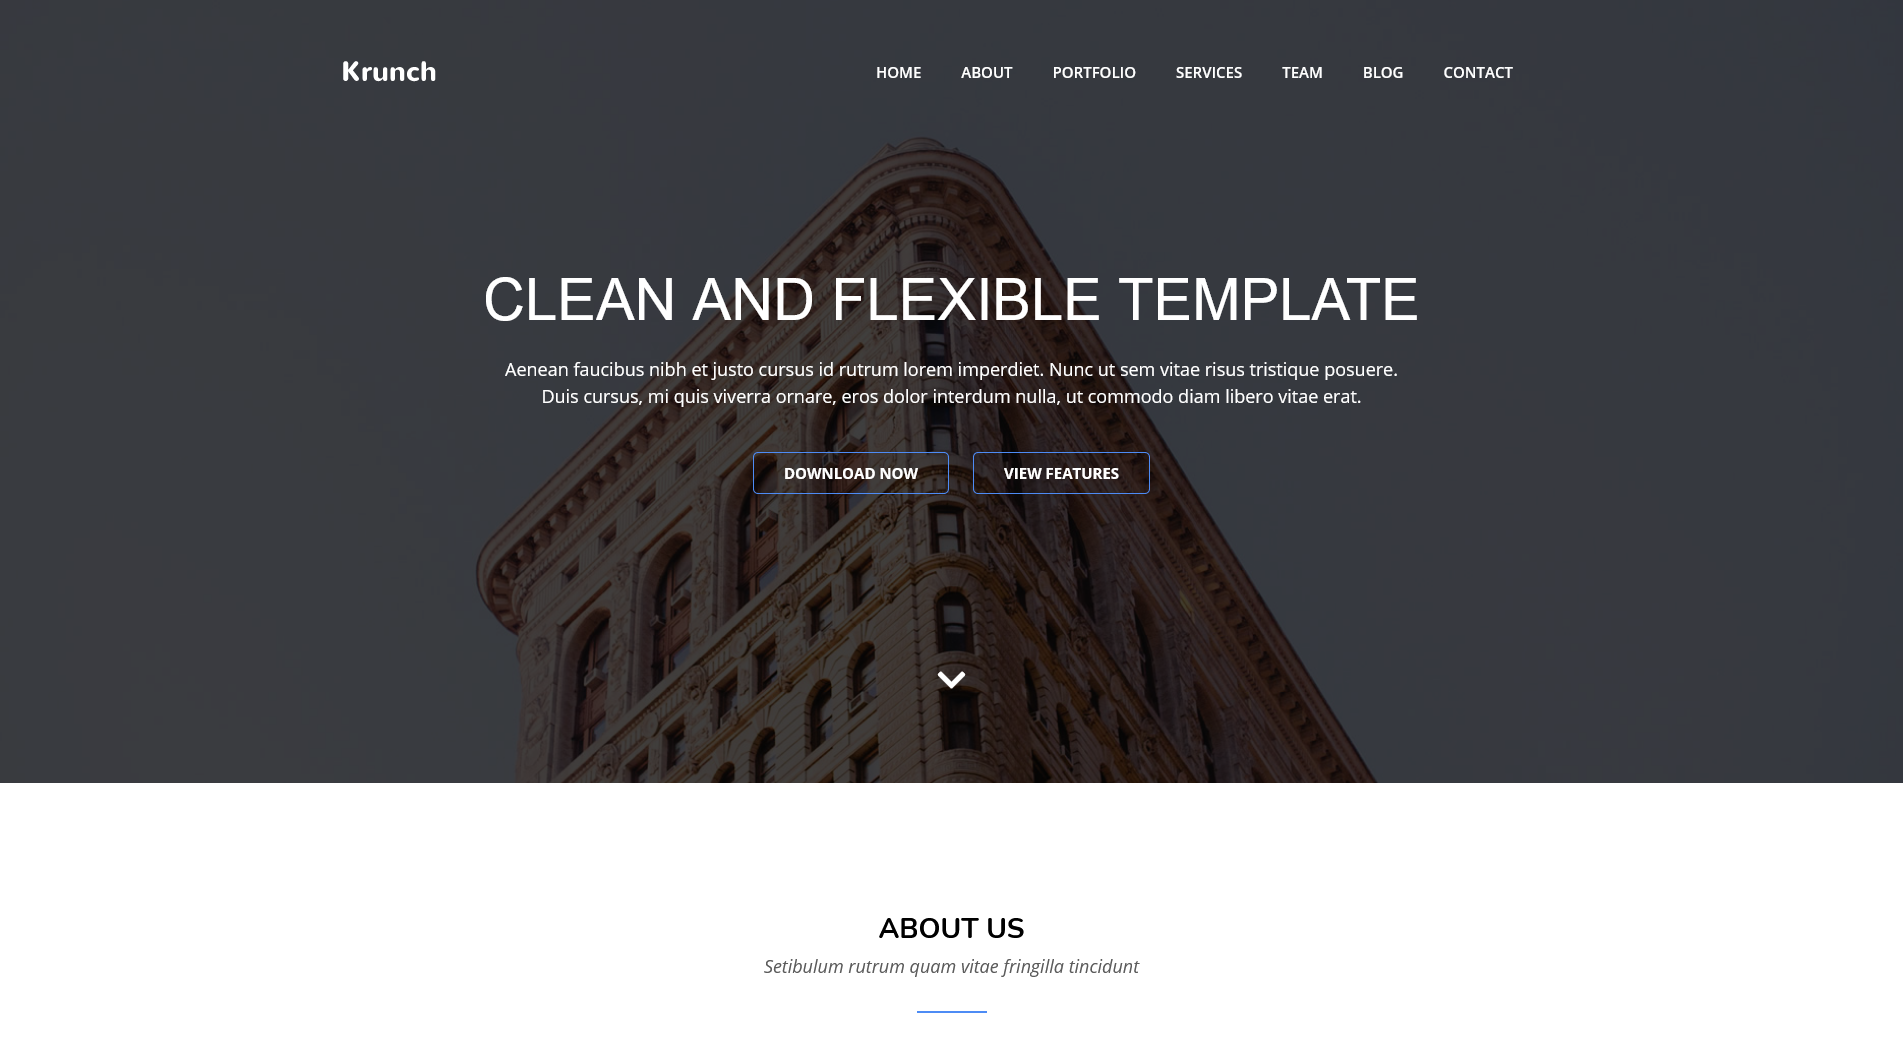 Krunch
HOME ABOUT PORTFOLIO SERVICES TEAM BLOG CONTACT
CLEAN AND FLEXIBLE TEMPLATE
Aenean faucibus nibh et justo cursus id rutrum lorem imperdiet. Nunc ut sem vitae risus tristique posuere.
Duis cursus, mi quis viverra ornare, eros dolor interdum nulla, ut commodo diam libero vitae erat.
DOWNLOAD NOW VIEW FEATURES
ABOUT US
Setibulum rutrum quam vitae fringilla tincidunt